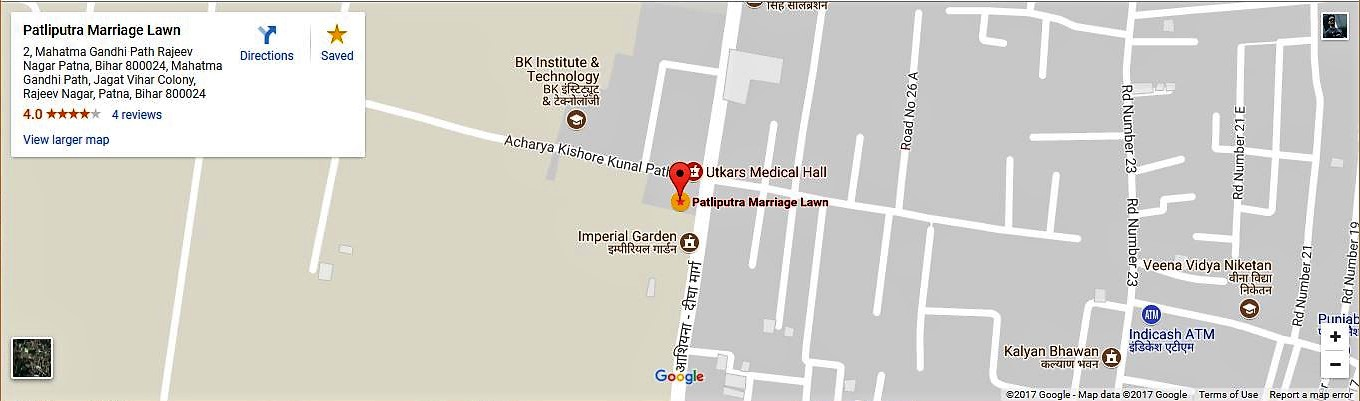 Patliputra Marriage Lawn
2, Mahatma Gandhi Path Rajeev
Nagar Patna, Bihar 800024, Mahatma
Gandhi Path, Jagat Vihar Colony,
Rajeev Nagar, Patna, Bihar 800024
4.0 4 reviews
View larger map
Directions
Saved
BK Institute &
Technology
BK इंस्टिट्यूट
& टेक्नोलॉजी
Acharya Kishore Kunal Path
Utkars Medical Hall
Patliputra Marriage Lawn
Imperial Garden
इम्पीरियल गार्डन
आशियाना - दीघा मार्ग
Road No 26 A
Rd Number 23
Rd Number 23
Rd Number 21 E
Rd Number 21
Rd Number 19
Veena Vidya Niketan
वीना विद्या
निकेतन
ATM
Indicash ATM
इंडिकेश एटीएम
Kalyan Bhawan
कल्याण भवन
Punjab
+
−
Google
©2017 Google - Map data ©2017 Google Terms of Use Report a map error